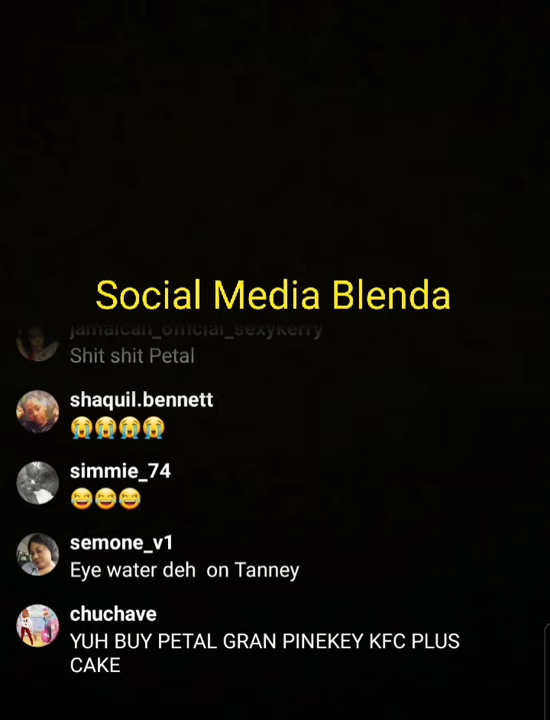 Social Media Blenda
jamaican_official_sexykerry
Shit shit Petal
shaquil.bennett
😭😭😭😭
simmie_74
😂😂😂
semone_v1
Eye water deh on Tanney
chuchave
YUH BUY PETAL GRAN PINEKEY KFC PLUS
CAKE